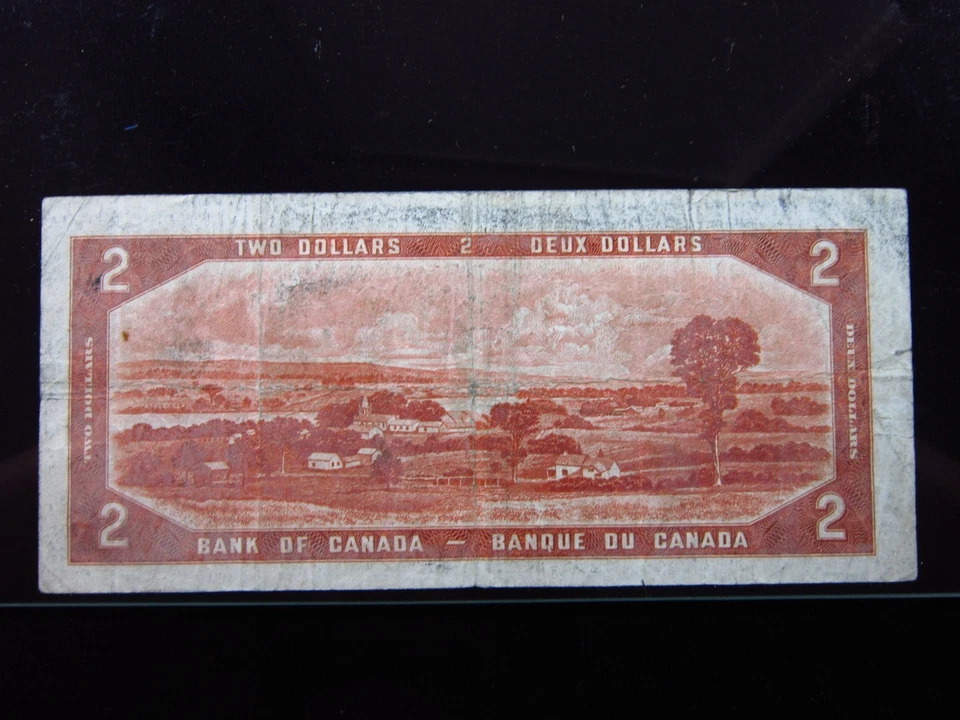 TWO DOLLARS 2 DEUX DOLLARS
2 2
TWO DOLLARS
DEUX DOLLARS
2 2
BANK OF CANADA — BANQUE DU CANADA